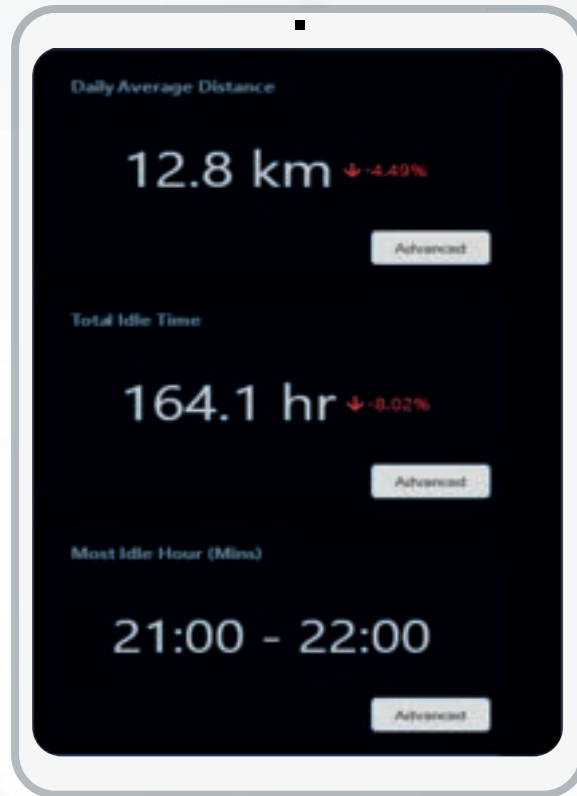 Daily Average Distance
12.8 km ↓ -4.49%
Advanced
Total Idle Time
164.1 hr ↓ -8.02%
Advanced
Most Idle Hour (Mins)
21:00 - 22:00
Advanced